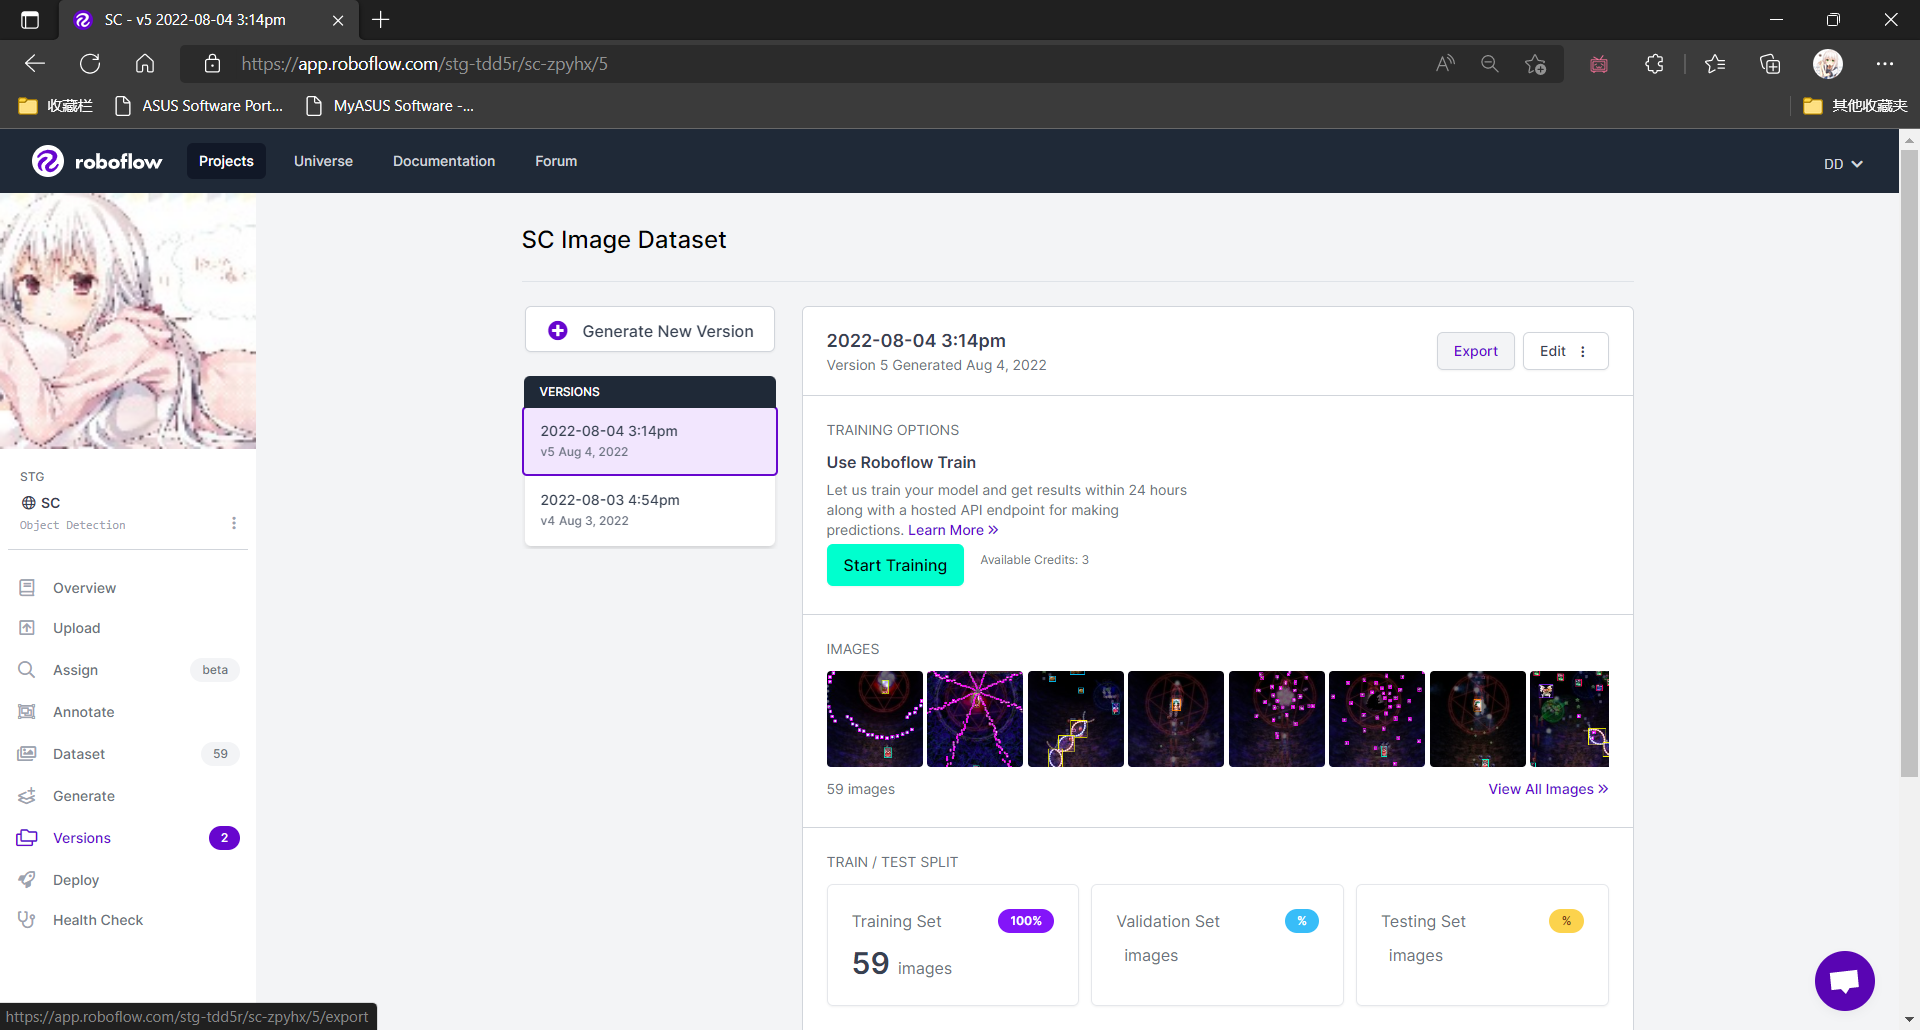 SC - v5 2022-08-04 3:14pm
https://app.roboflow.com/stg-tdd5r/sc-zpyhx/5
收藏栏
ASUS Software Port...
MyASUS Software -...
其他收藏夹
roboflow
Projects
Universe
Documentation
Forum
DD
STG
SC
Object Detection
Overview
Upload
Assign beta
Annotate
Dataset 59
Generate
Versions 2
Deploy
Health Check
SC Image Dataset
Generate New Version
VERSIONS
2022-08-04 3:14pm
v5 Aug 4, 2022
2022-08-03 4:54pm
v4 Aug 3, 2022
2022-08-04 3:14pm
Version 5 Generated Aug 4, 2022
Export
Edit
TRAINING OPTIONS
Use Roboflow Train
Let us train your model and get results within 24 hours
along with a hosted API endpoint for making
predictions. Learn More »
Start Training
Available Credits: 3
IMAGES
59 images
View All Images »
TRAIN / TEST SPLIT
Training Set 100%
59 images
Validation Set %
images
Testing Set %
images
https://app.roboflow.com/stg-tdd5r/sc-zpyhx/5/export